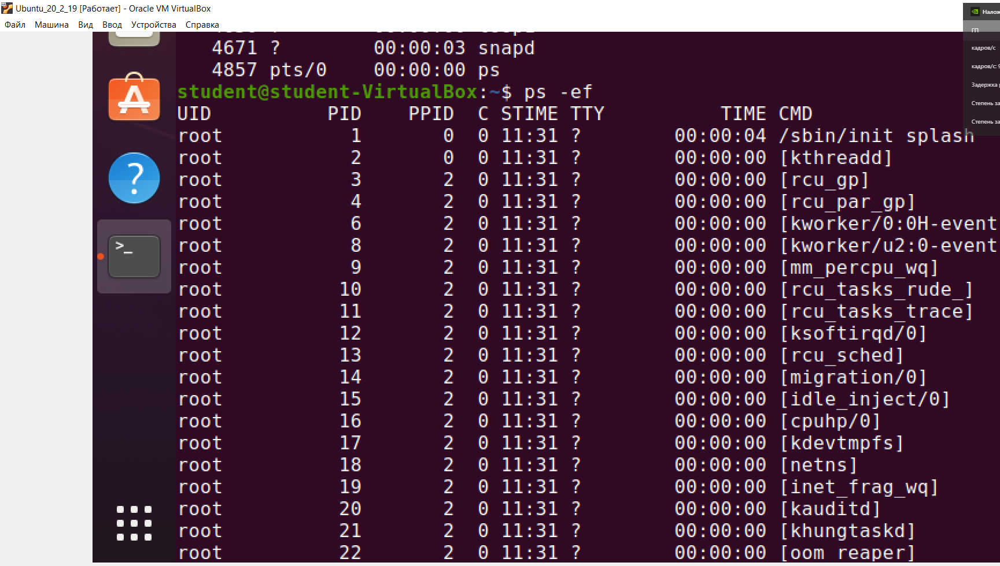 Ubuntu_20_2_19 [Работает] - Oracle VM VirtualBox
Файл Машина Вид Ввод Устройства Справка
4671 ? 00:00:03 snapd
4857 pts/0 00:00:00 ps
student@student-VirtualBox:~$ ps -ef
UID PID PPID C STIME TTY TIME CMD
root 1 0 0 11:31 ? 00:00:04 /sbin/init splash
root 2 0 0 11:31 ? 00:00:00 [kthreadd]
root 3 2 0 11:31 ? 00:00:00 [rcu_gp]
root 4 2 0 11:31 ? 00:00:00 [rcu_par_gp]
root 6 2 0 11:31 ? 00:00:00 [kworker/0:0H-event
root 8 2 0 11:31 ? 00:00:00 [kworker/u2:0-event
root 9 2 0 11:31 ? 00:00:00 [mm_percpu_wq]
root 10 2 0 11:31 ? 00:00:00 [rcu_tasks_rude_]
root 11 2 0 11:31 ? 00:00:00 [rcu_tasks_trace]
root 12 2 0 11:31 ? 00:00:00 [ksoftirqd/0]
root 13 2 0 11:31 ? 00:00:00 [rcu_sched]
root 14 2 0 11:31 ? 00:00:00 [migration/0]
root 15 2 0 11:31 ? 00:00:00 [idle_inject/0]
root 16 2 0 11:31 ? 00:00:00 [cpuhp/0]
root 17 2 0 11:31 ? 00:00:00 [kdevtmpfs]
root 18 2 0 11:31 ? 00:00:00 [netns]
root 19 2 0 11:31 ? 00:00:00 [inet_frag_wq]
root 20 2 0 11:31 ? 00:00:00 [kauditd]
root 21 2 0 11:31 ? 00:00:00 [khungtaskd]
root 22 2 0 11:31 ? 00:00:00 [oom_reaper]
Налож
ГП
кадров/с
кадров/с: 9
Задержка
Степень за
Степень за